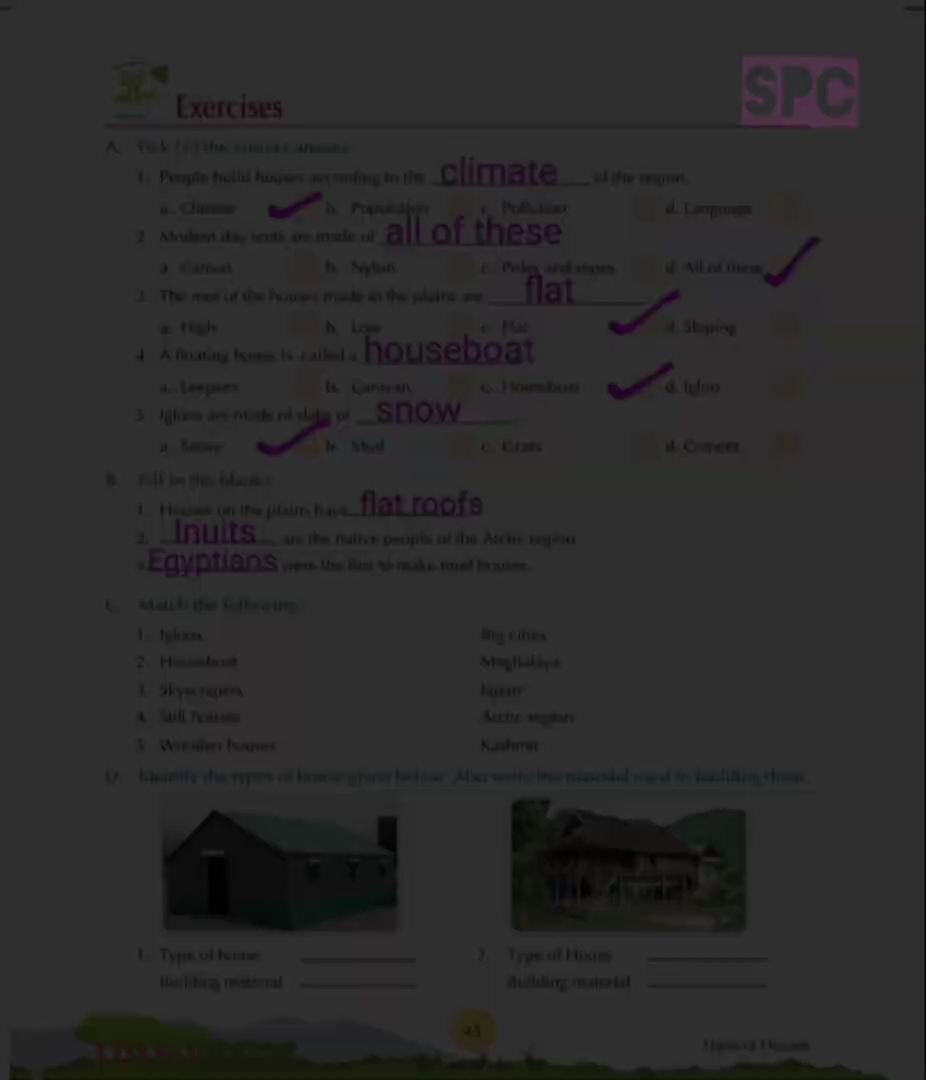 SPC
Exercises
A. Tick (✓) the correct answer.
1. People build houses according to the climate of the region.
a. Climate ✓ b. Population c. Pollution d. Language
2. Modern day tents are made of all of these
a. Canvas b. Nylon c. Poles and ropes d. All of these ✓
3. The roof of the houses made in the plains are flat
a. High b. Low c. Flat ✓ d. Sloping
4. A floating house is called a houseboat
a. Leepees b. Caravan c. Houseboat ✓ d. Igloo
5. Igloos are made of slabs of snow
a. Snow ✓ b. Mud c. Grass d. Cement
B. Fill in the blanks.
1. Houses on the plains have flat roofs
2. Inuits are the native people of the Arctic region.
3. Egyptians were the first to make mud houses.
C. Match the following:
1. Igloos Big cities
2. Houseboat Meghalaya
3. Skyscrapers Japan
4. Stilt houses Arctic region
5. Wooden houses Kashmir
D. Identify the types of house given below. Also write the material used in building them.
1. Type of house 2. Type of House
Building material Building material
45
Types of Houses